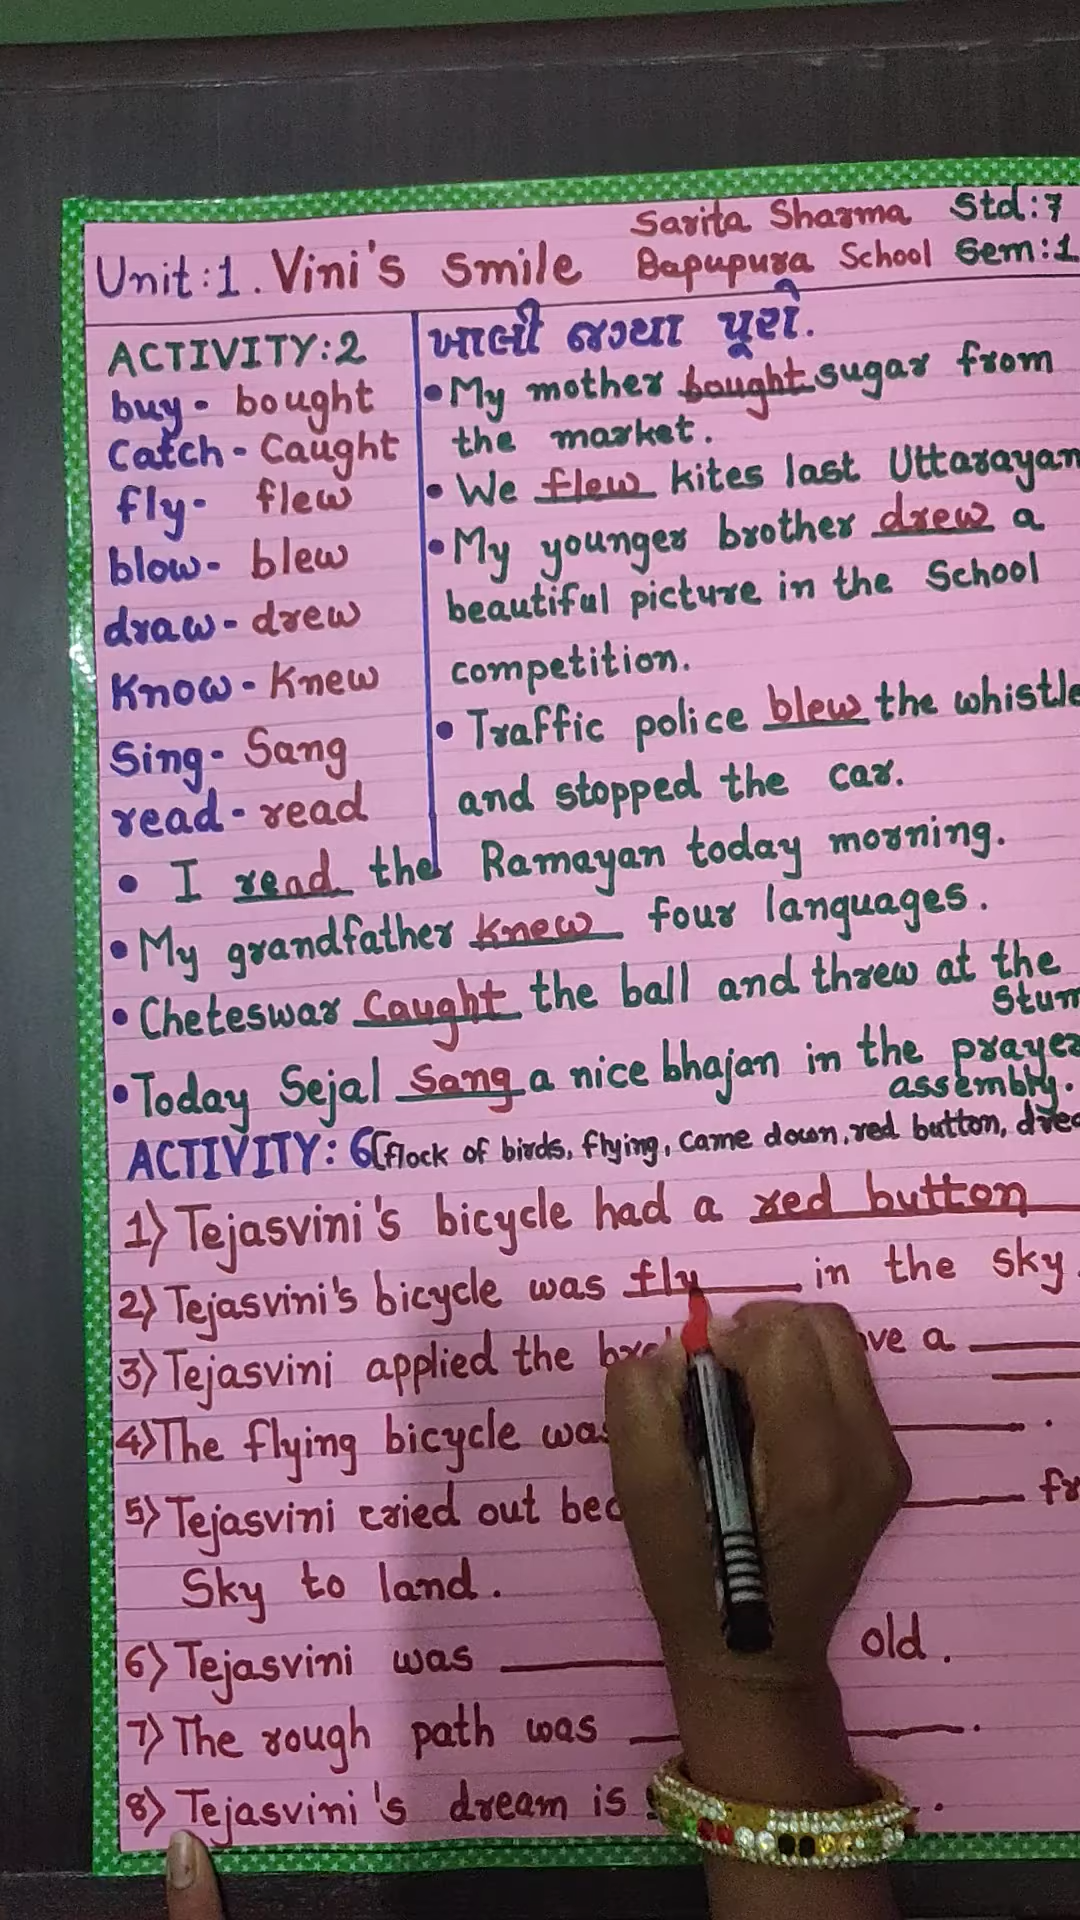 Sarita Sharma Std:7
Unit:1. Vini's Smile Bapupura School Sem:1
ACTIVITY:2
buy - bought
Catch - Caught
fly - flew
blow - blew
draw - drew
Know - Knew
Sing - Sang
read - read
ખાલી જગ્યા પૂરો.
• My mother bought sugar from
the market.
• We flew kites last Uttarayan
• My younger brother drew a
beautiful picture in the School
competition.
• Traffic police blew the whistle
and stopped the car.
• I read the Ramayan today morning.
• My grandfather knew four languages.
• Cheteswar Caught the ball and threw at the
Stum
• Today Sejal Sang a nice bhajan in the prayer
assembly.
ACTIVITY: 6 [flock of birds, flying, Came down, red button,
1) Tejasvini's bicycle had a red button
2) Tejasvini's bicycle was fly in the sky.
3) Tejasvini applied the ve a
4) The flying bicycle was .
5) Tejasvini cried out bec fr
Sky to land.
6) Tejasvini was old.
7) The rough path was .
8) Tejasvini's dream is .